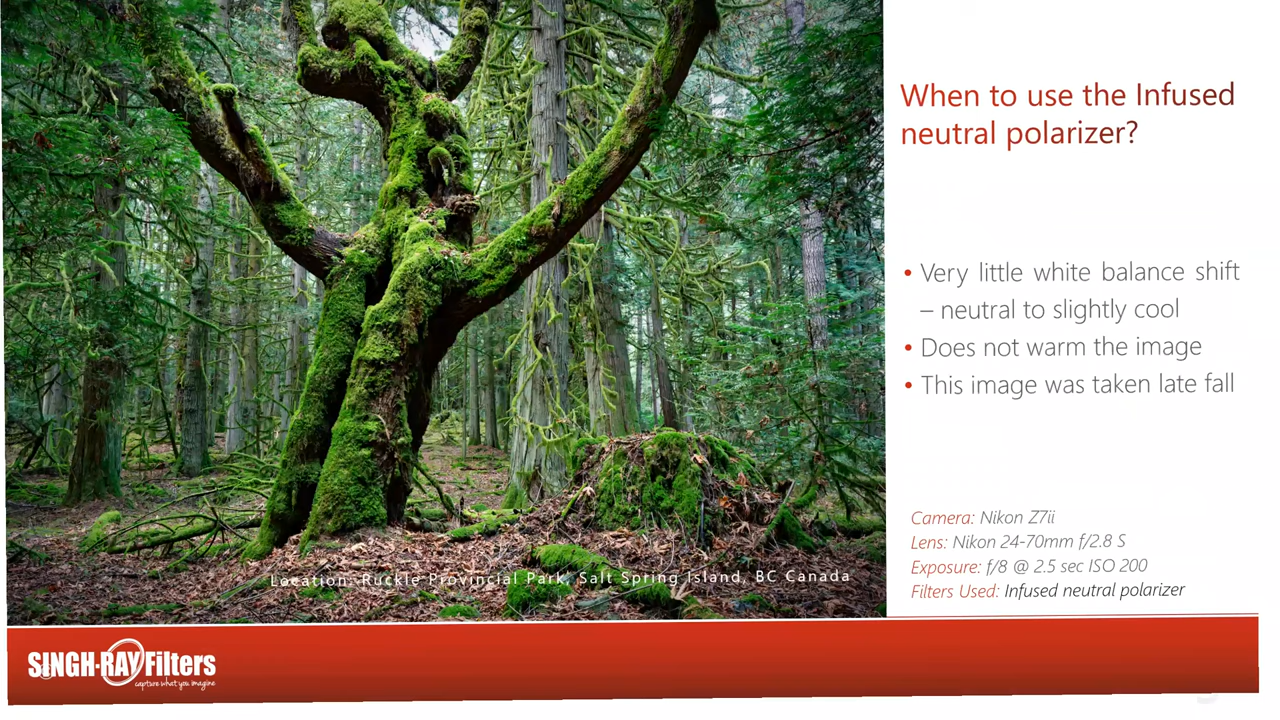 When to use the Infused
neutral polarizer?
• Very little white balance shift
– neutral to slightly cool
• Does not warm the image
• This image was taken late fall
Camera: Nikon Z7ii
Lens: Nikon 24-70mm f/2.8 S
Exposure: f/8 @ 2.5 sec ISO 200
Filters Used: Infused neutral polarizer
Location: Ruckle Provincial Park, Salt Spring Island, BC Canada
SINGH-RAY Filters
capture what you imagine